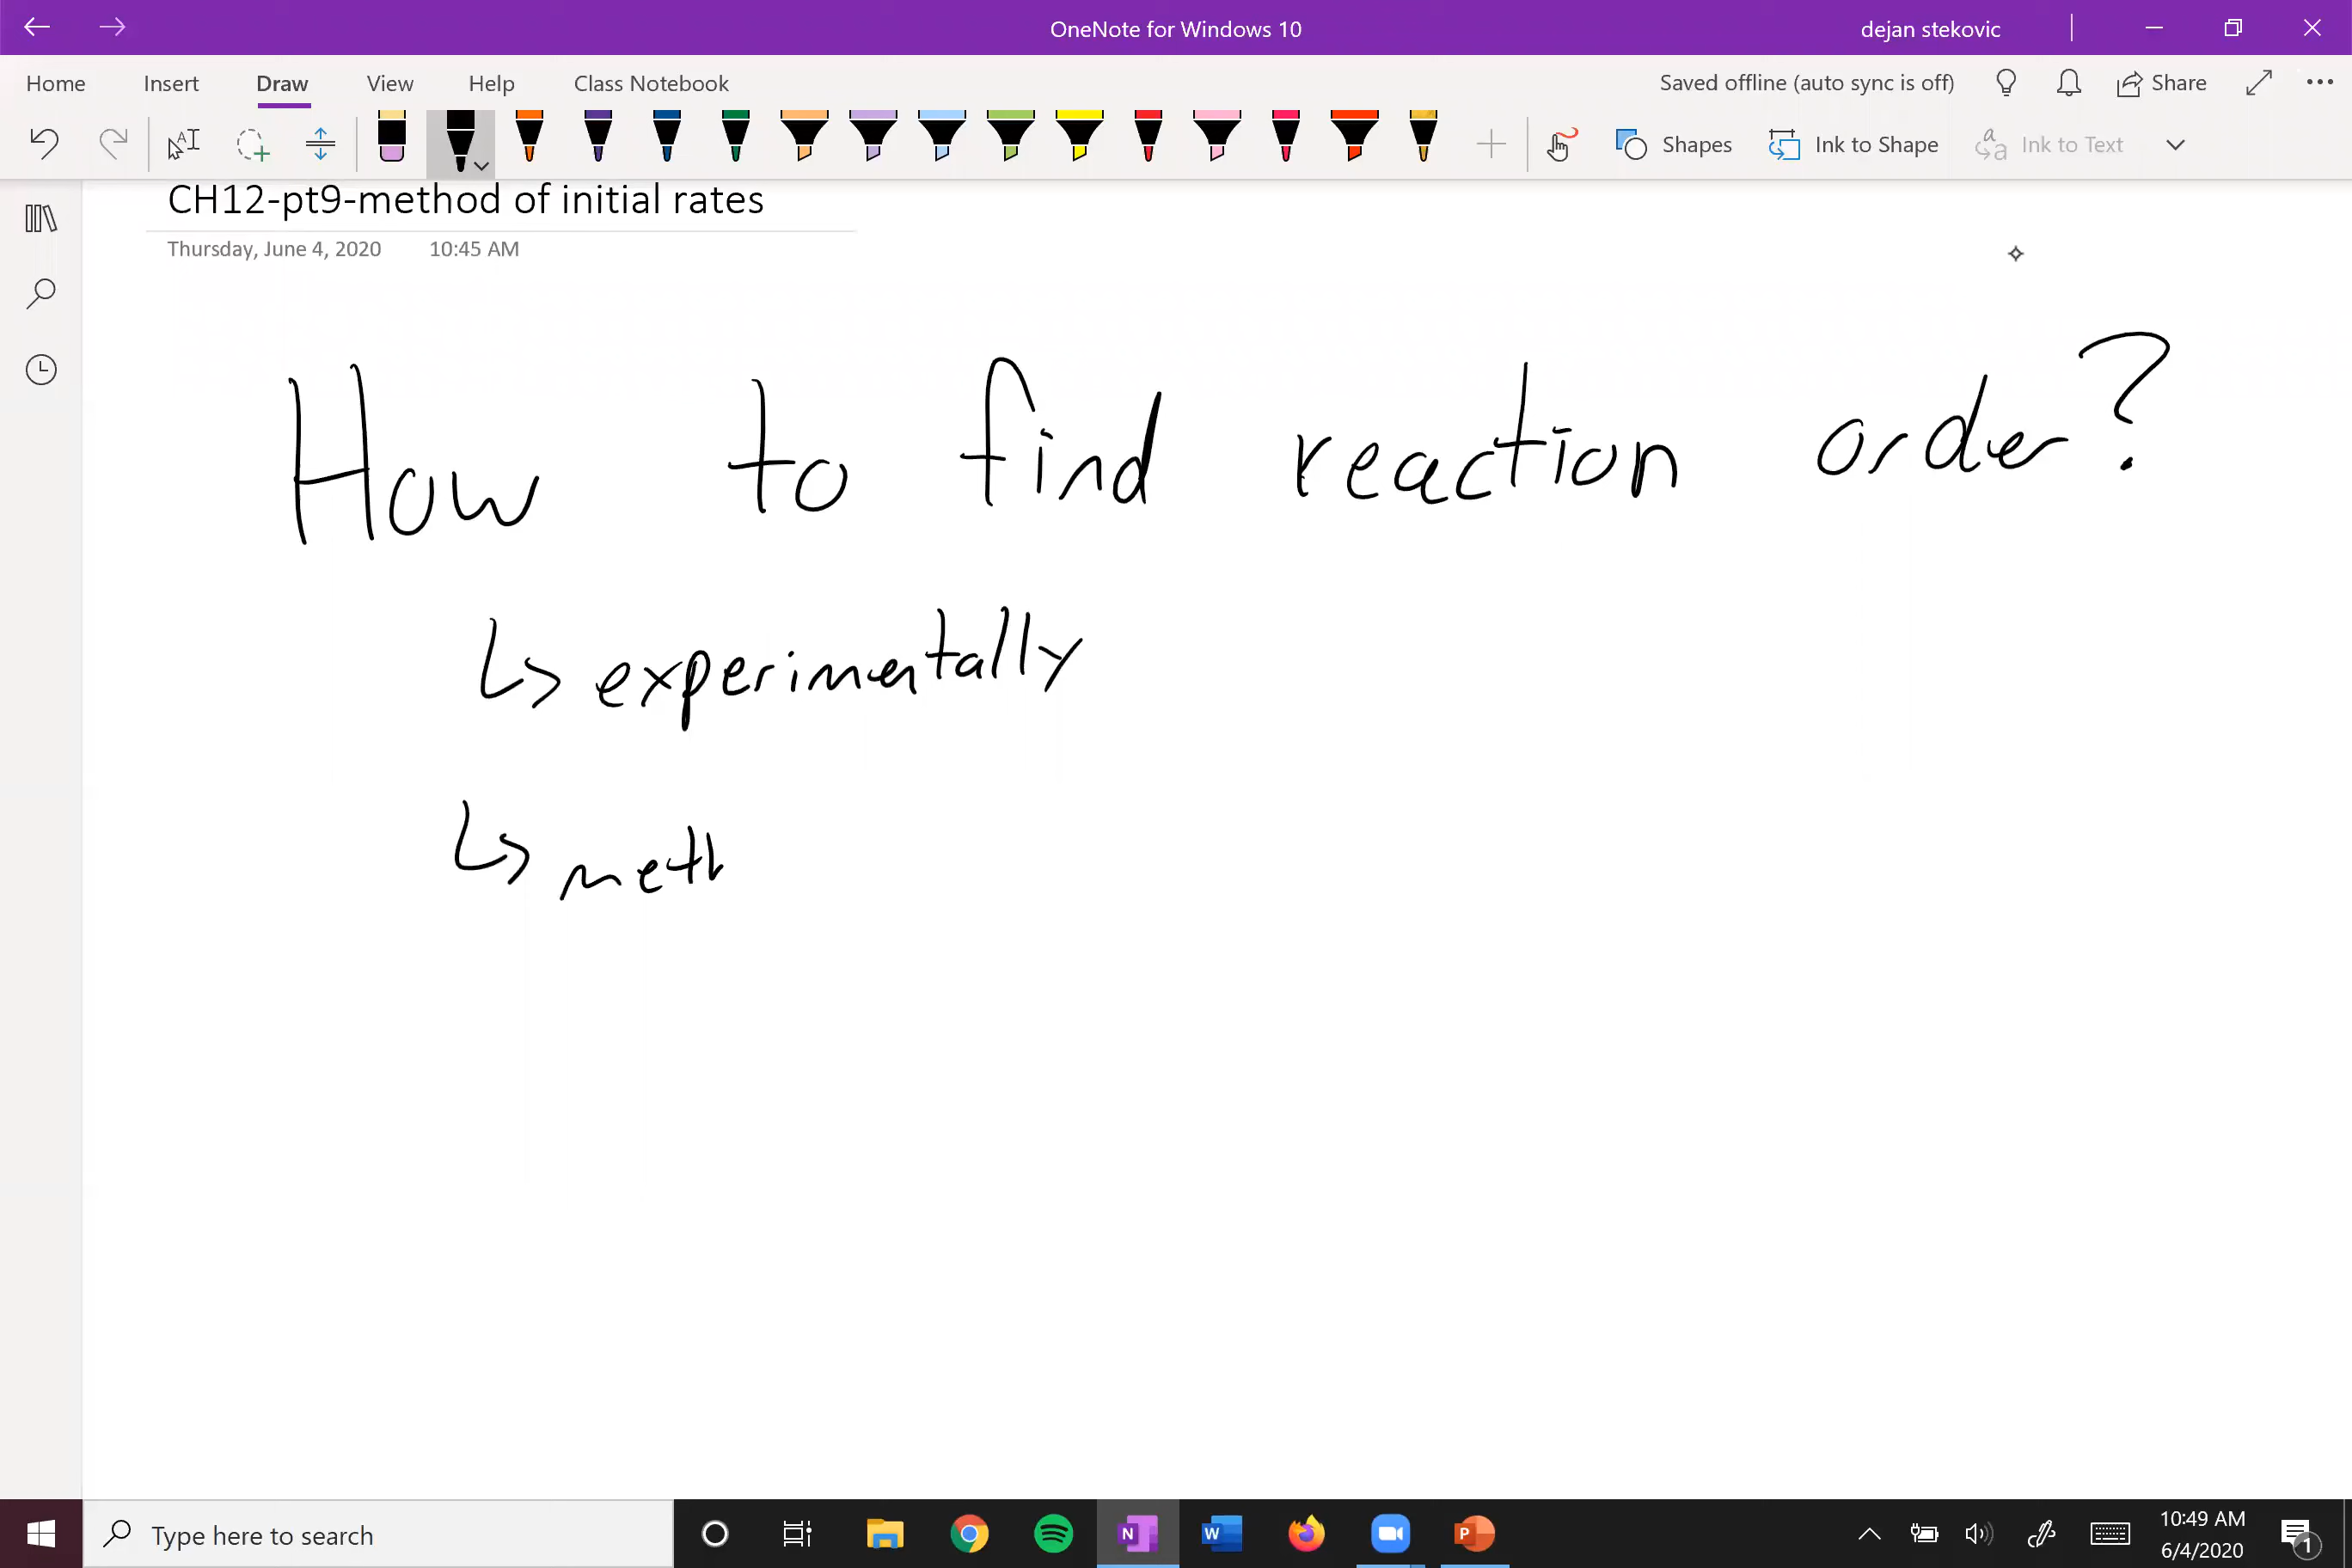 OneNote for Windows 10
dejan stekovic
Home Insert Draw View Help Class Notebook
Saved offline (auto sync is off) Share
Shapes Ink to Shape Ink to Text
CH12-pt9-method of initial rates
Thursday, June 4, 2020 10:45 AM
How to find reaction order?
↳ experimentally
↳ meth
Type here to search
10:49 AM
6/4/2020
1